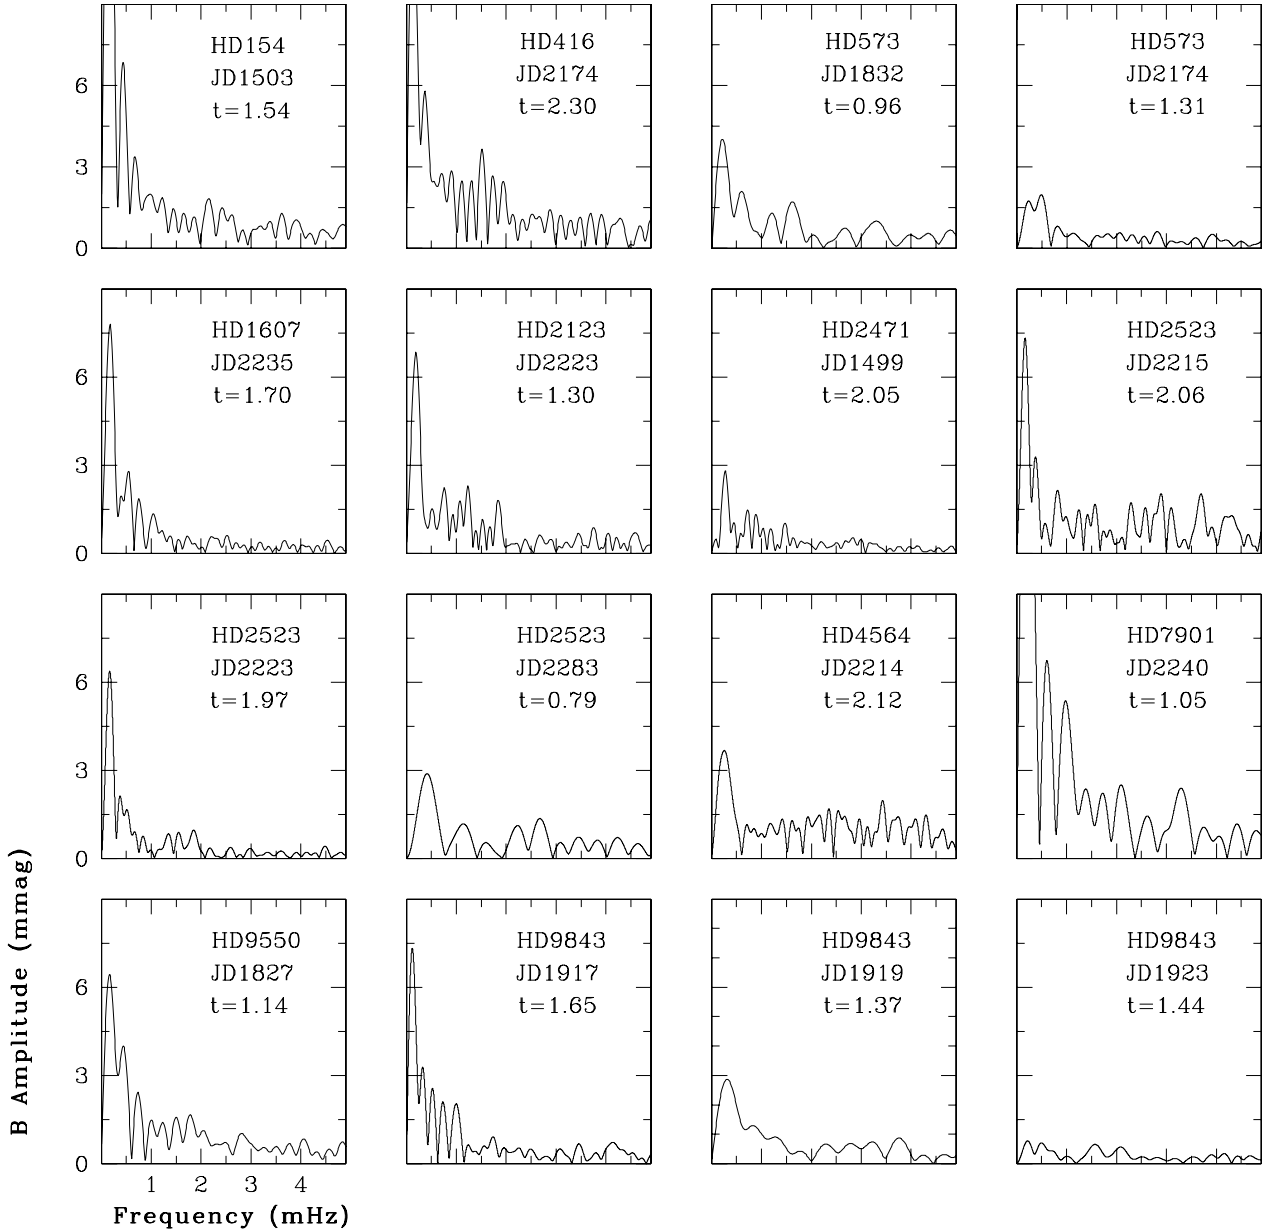 HD154
JD1503
t=1.54
HD416
JD2174
t=2.30
HD573
JD1832
t=0.96
HD573
JD2174
t=1.31
6
3
0
HD1607
JD2235
t=1.70
HD2123
JD2223
t=1.30
HD2471
JD1499
t=2.05
HD2523
JD2215
t=2.06
6
3
0
HD2523
JD2223
t=1.97
HD2523
JD2283
t=0.79
HD4564
JD2214
t=2.12
HD7901
JD2240
t=1.05
6
3
0
HD9550
JD1827
t=1.14
HD9843
JD1917
t=1.65
HD9843
JD1919
t=1.37
HD9843
JD1923
t=1.44
6
3
0
1 2 3 4
Frequency (mHz)
B Amplitude (mmag)